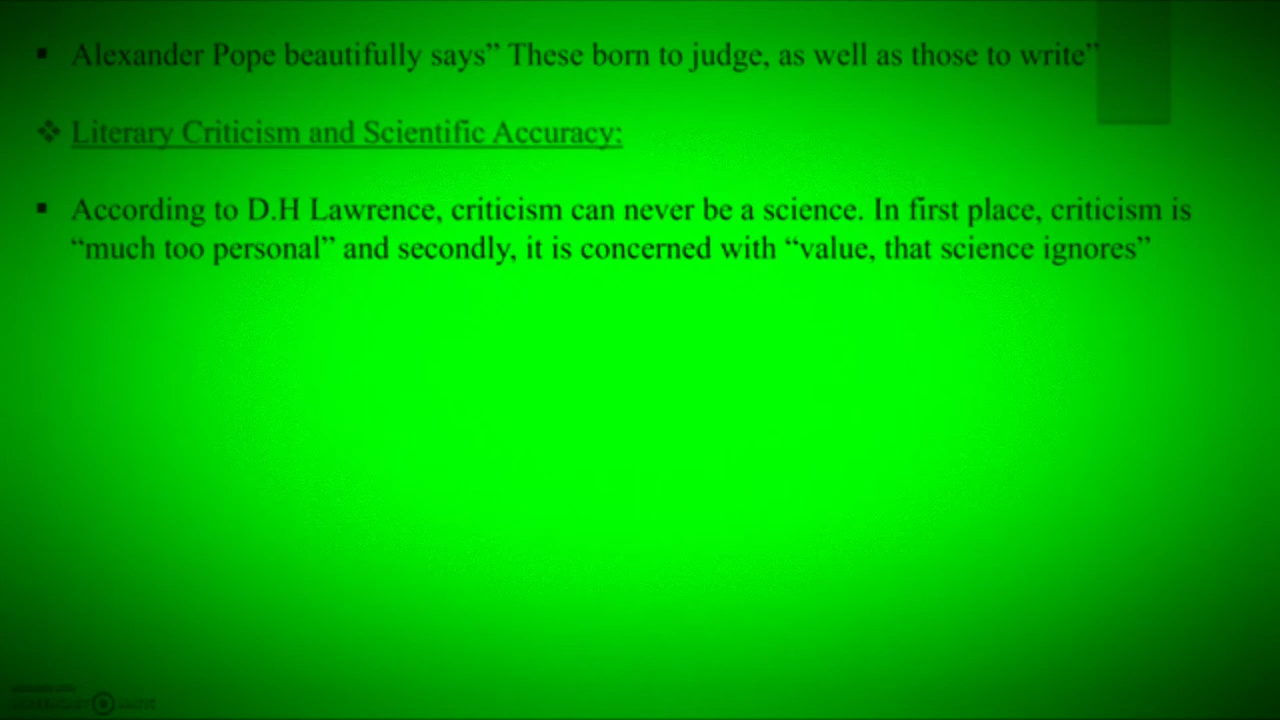 ▪ Alexander Pope beautifully says” These born to judge, as well as those to write”
❖ Literary Criticism and Scientific Accuracy:
▪ According to D.H Lawrence, criticism can never be a science. In first place, criticism is
“much too personal” and secondly, it is concerned with “value, that science ignores”